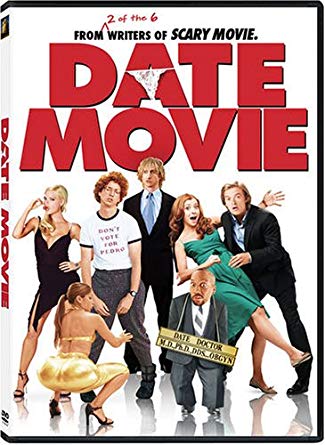 2 of the 6
FROM WRITERS OF SCARY MOVIE.
DATE
MOVIE
DATE MOVIE
DON'T
VOTE
FOR
PEDRO
DATE DOCTOR
M.D., Ph.D., DDS., OBGYN
DVD